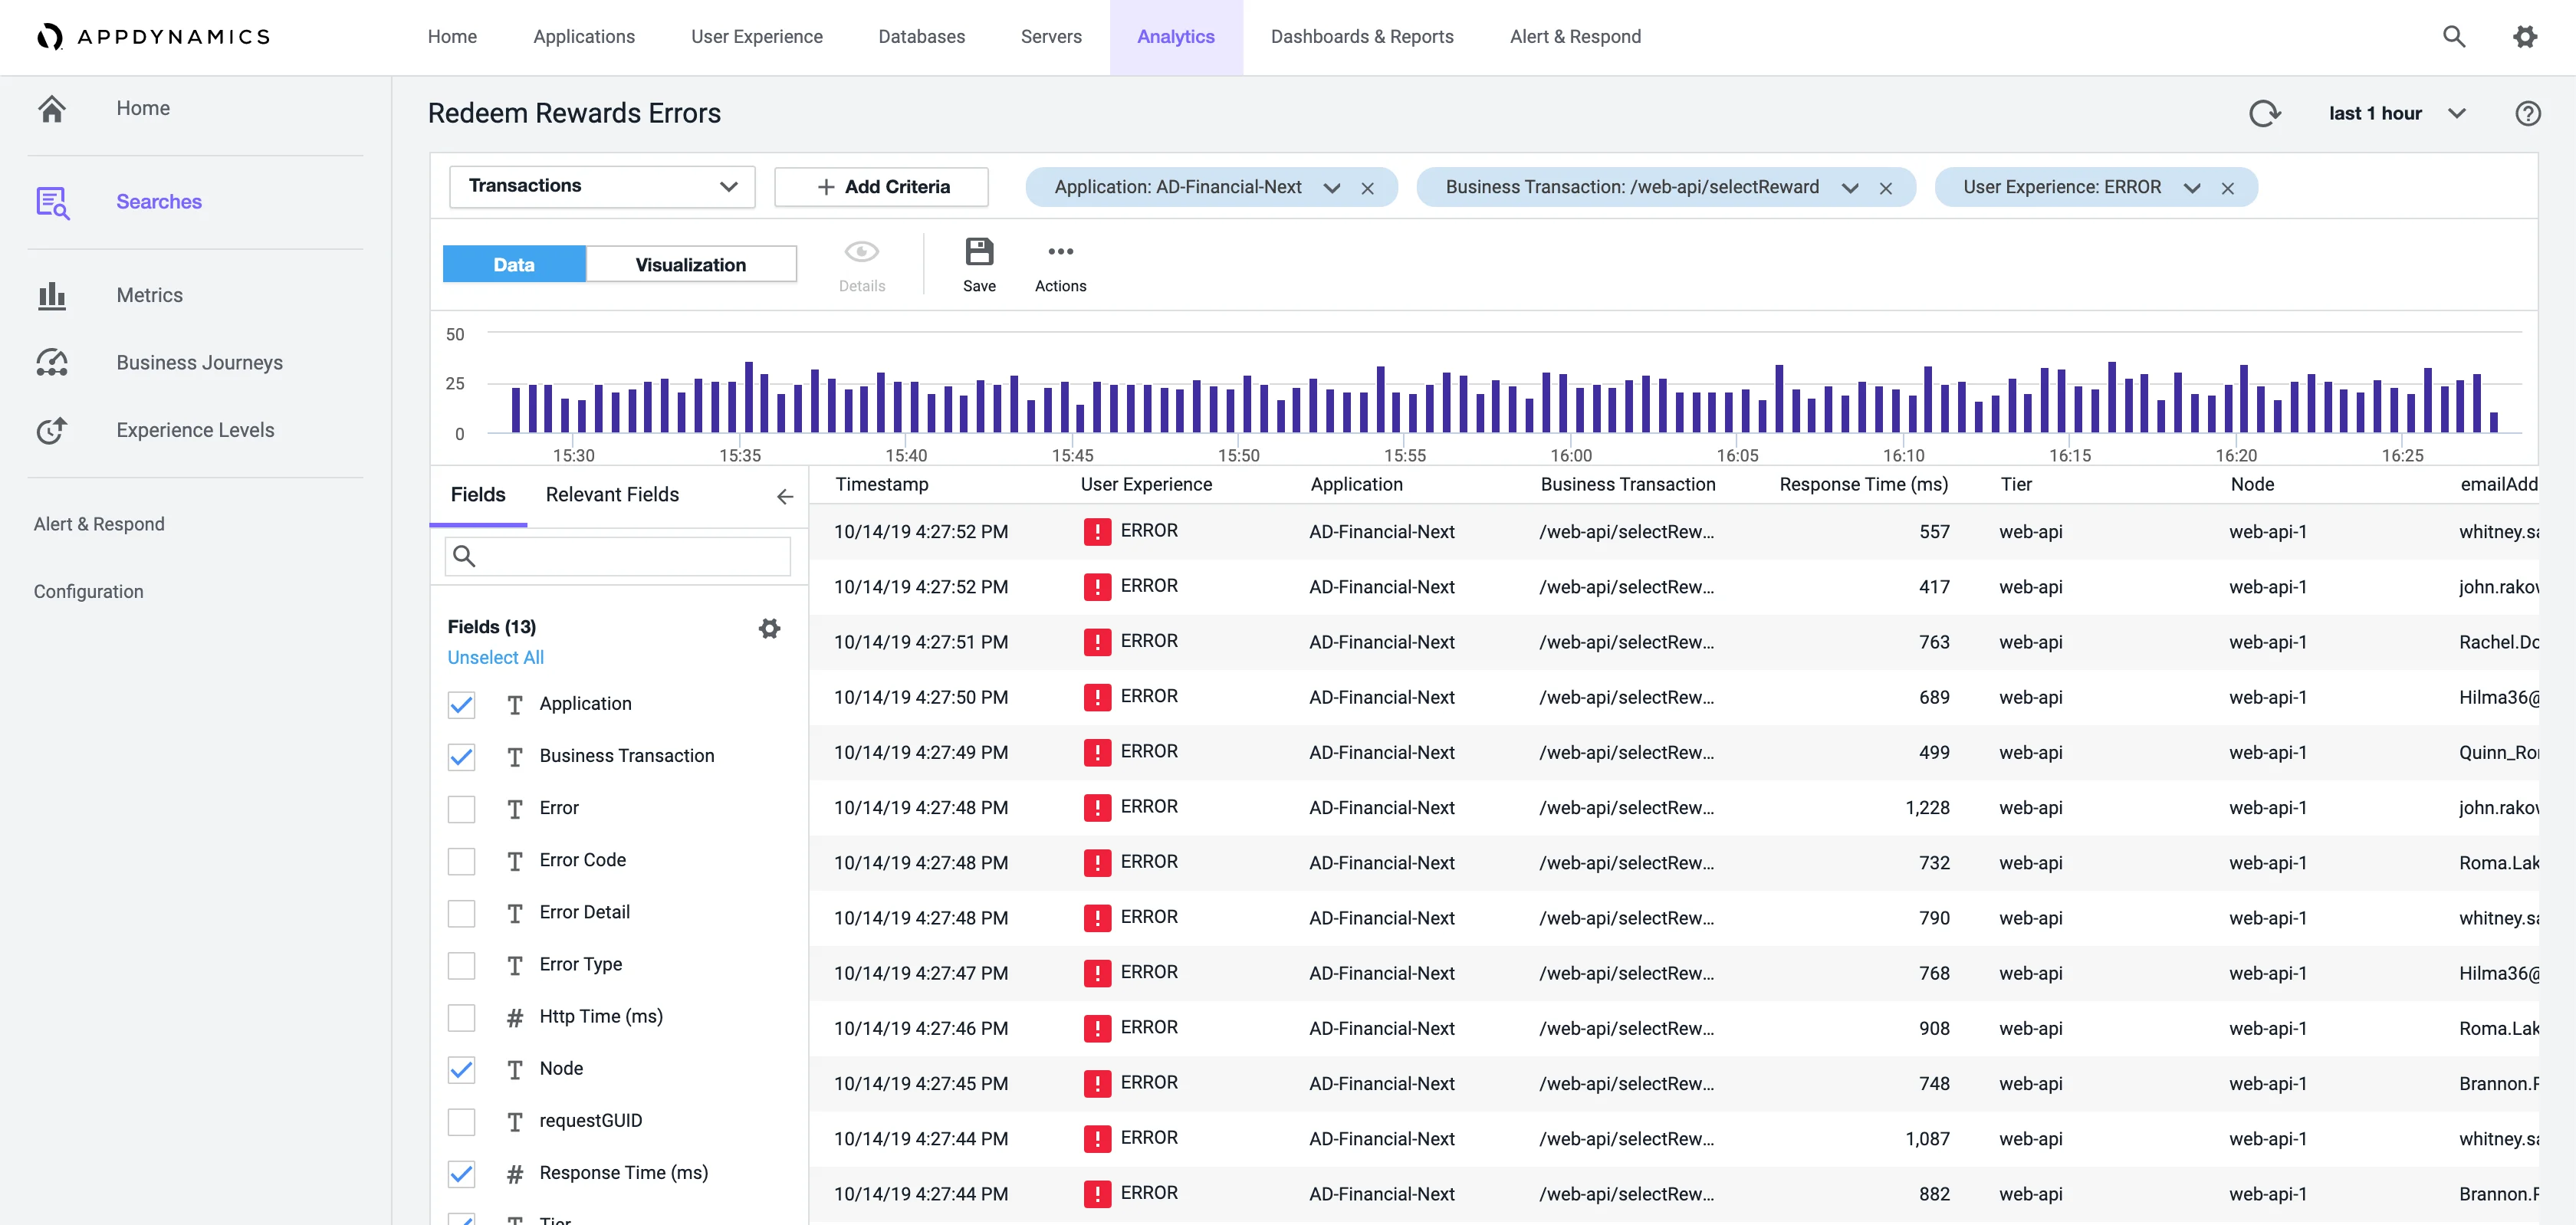 APPDYNAMICS
Home Applications User Experience Databases Servers Analytics Dashboards & Reports Alert & Respond
Home
Searches
Metrics
Business Journeys
Experience Levels
Alert & Respond
Configuration
Redeem Rewards Errors
last 1 hour
Transactions
+ Add Criteria
Application: AD-Financial-Next
Business Transaction: /web-api/selectReward
User Experience: ERROR
Data Visualization Details Save Actions
50
25
0
15:30 15:35 15:40 15:45 15:50 15:55 16:00 16:05 16:10 16:15 16:20 16:25
Fields Relevant Fields
Fields (13)
Unselect All
T Application
T Business Transaction
T Error
T Error Code
T Error Detail
T Error Type
# Http Time (ms)
T Node
T requestGUID
# Response Time (ms)
T Tier
Timestamp User Experience Application Business Transaction Response Time (ms) Tier Node emailAdd
10/14/19 4:27:52 PM ERROR AD-Financial-Next /web-api/selectRew... 557 web-api web-api-1 whitney.sa
10/14/19 4:27:52 PM ERROR AD-Financial-Next /web-api/selectRew... 417 web-api web-api-1 john.rakov
10/14/19 4:27:51 PM ERROR AD-Financial-Next /web-api/selectRew... 763 web-api web-api-1 Rachel.Do
10/14/19 4:27:50 PM ERROR AD-Financial-Next /web-api/selectRew... 689 web-api web-api-1 Hilma36@
10/14/19 4:27:49 PM ERROR AD-Financial-Next /web-api/selectRew... 499 web-api web-api-1 Quinn_Ro
10/14/19 4:27:48 PM ERROR AD-Financial-Next /web-api/selectRew... 1,228 web-api web-api-1 john.rakov
10/14/19 4:27:48 PM ERROR AD-Financial-Next /web-api/selectRew... 732 web-api web-api-1 Roma.Lak
10/14/19 4:27:48 PM ERROR AD-Financial-Next /web-api/selectRew... 790 web-api web-api-1 whitney.sa
10/14/19 4:27:47 PM ERROR AD-Financial-Next /web-api/selectRew... 768 web-api web-api-1 Hilma36@
10/14/19 4:27:46 PM ERROR AD-Financial-Next /web-api/selectRew... 908 web-api web-api-1 Roma.Lak
10/14/19 4:27:45 PM ERROR AD-Financial-Next /web-api/selectRew... 748 web-api web-api-1 Brannon.F
10/14/19 4:27:44 PM ERROR AD-Financial-Next /web-api/selectRew... 1,087 web-api web-api-1 whitney.sa
10/14/19 4:27:44 PM ERROR AD-Financial-Next /web-api/selectRew... 882 web-api web-api-1 Brannon.F